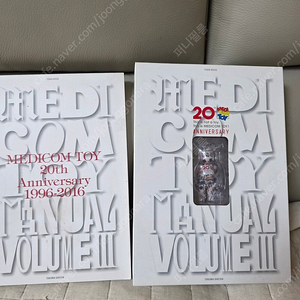 MEDI
COM
TOY
MANUAL
VOLUME III
MEDICOM TOY
20th
Anniversary
1996-2016
MEDI
COM
TOY
MANUAL
VOLUME III
20
ANNIVERSARY